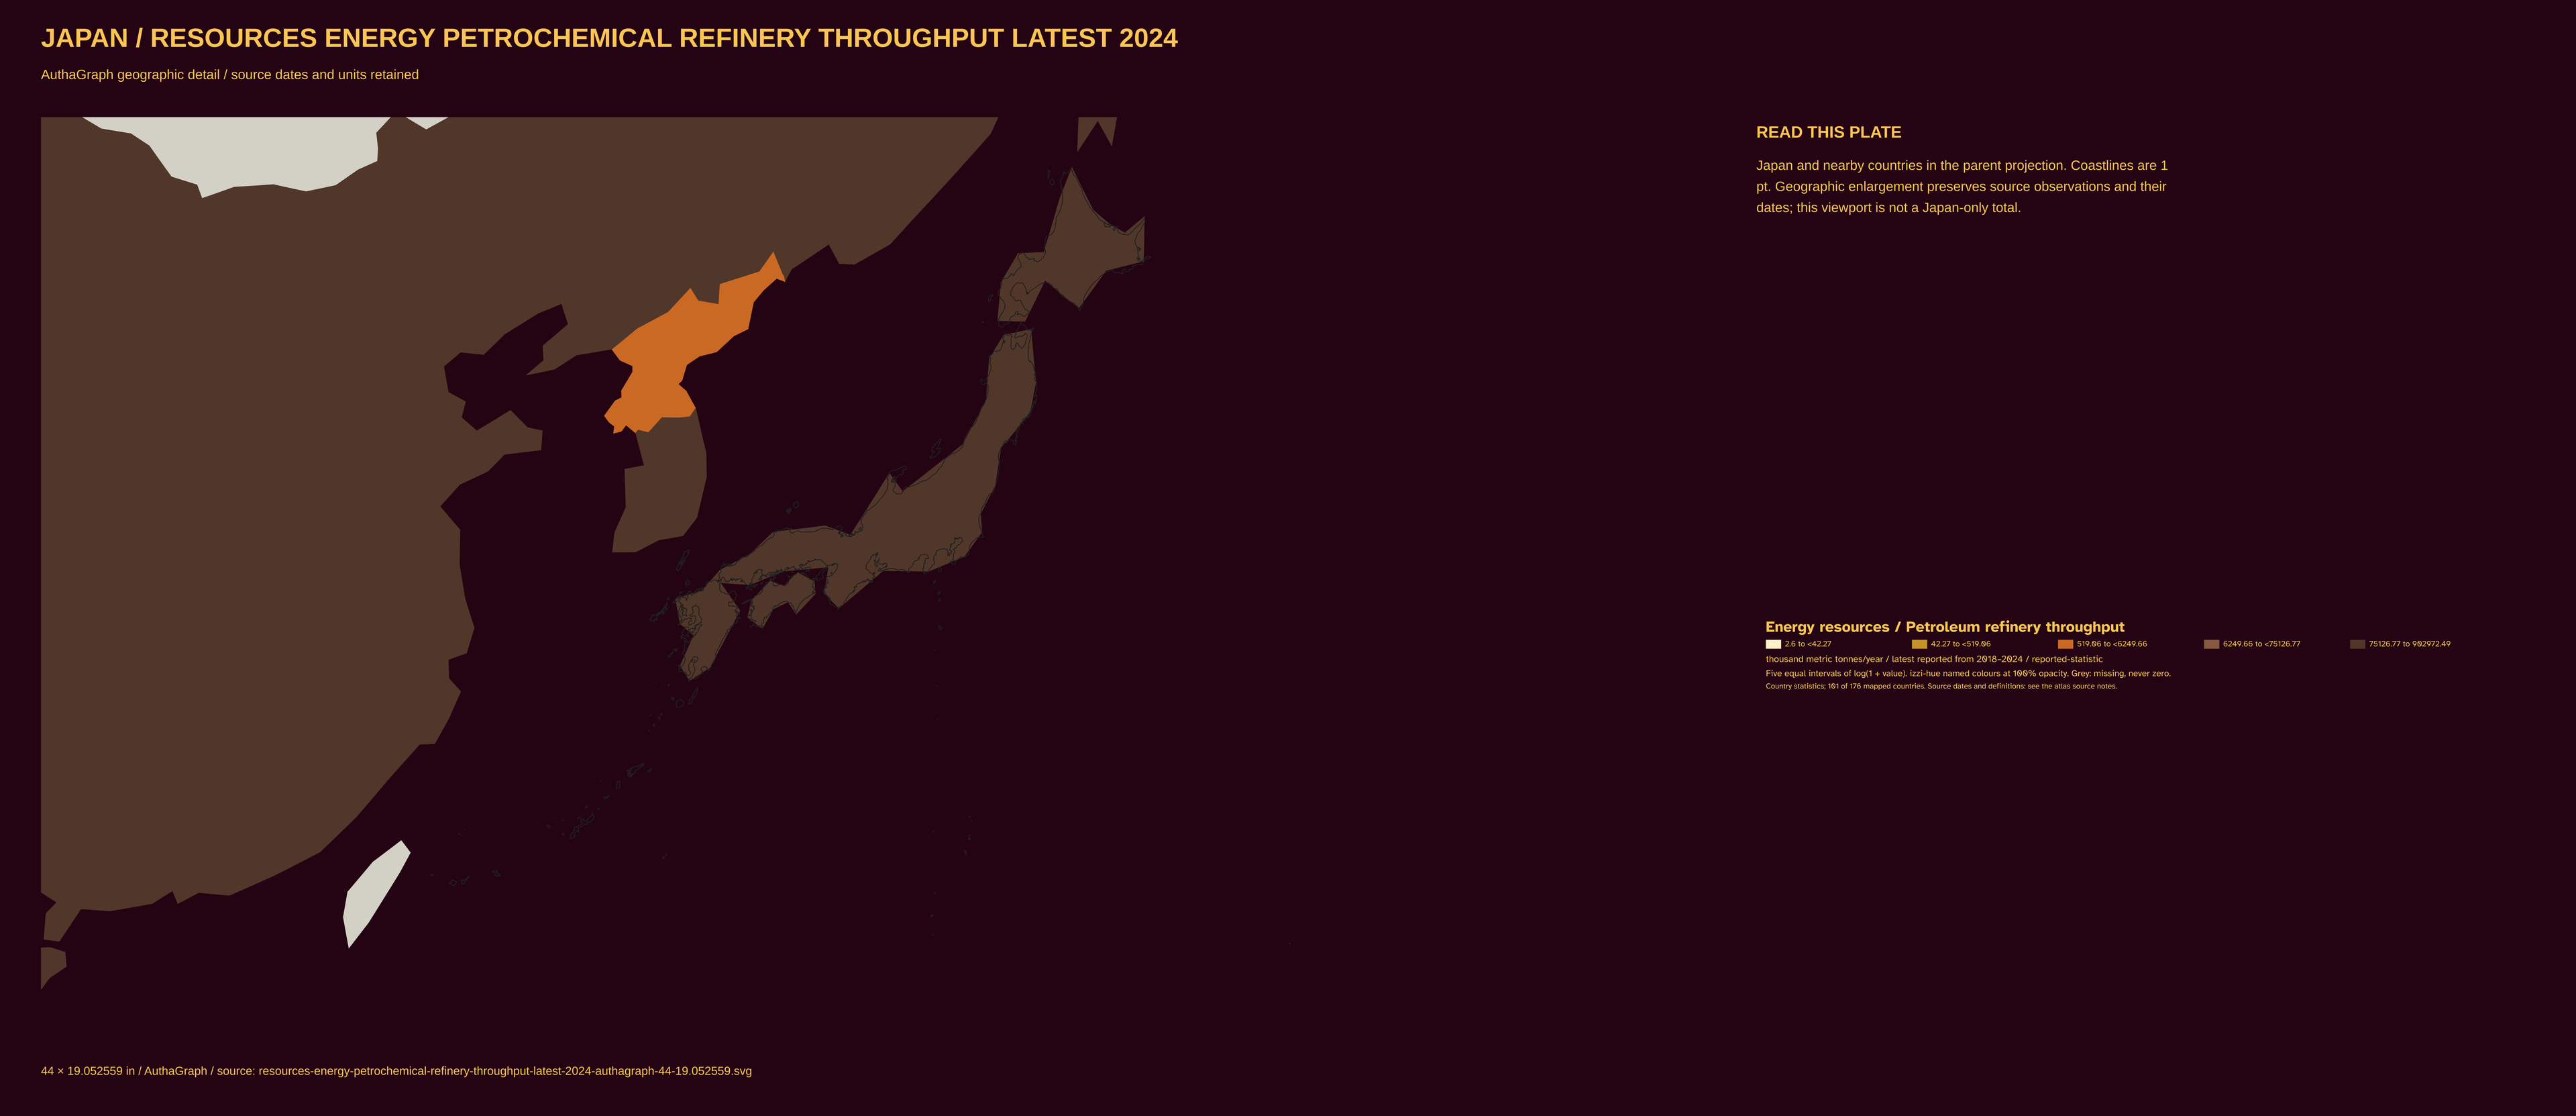 JAPAN / RESOURCES ENERGY PETROCHEMICAL REFINERY THROUGHPUT LATEST 2024
AuthaGraph geographic detail / source dates and units retained
READ THIS PLATE
Japan and nearby countries in the parent projection. Coastlines are 1
pt. Geographic enlargement preserves source observations and their
dates; this viewport is not a Japan-only total.
Energy resources / Petroleum refinery throughput
2.6 to <42.27 42.27 to <519.06 519.06 to <6249.66 6249.66 to <75126.77 75126.77 to 902972.49
thousand metric tonnes/year / latest reported from 2018–2024 / reported-statistic
Five equal intervals of log(1 + value). izzi-hue named colours at 100% opacity. Grey: missing, never zero.
Country statistics; 101 of 176 mapped countries. Source dates and definitions: see the atlas source notes.
44 × 19.052559 in / AuthaGraph / source: resources-energy-petrochemical-refinery-throughput-latest-2024-authagraph-44-19.052559.svg